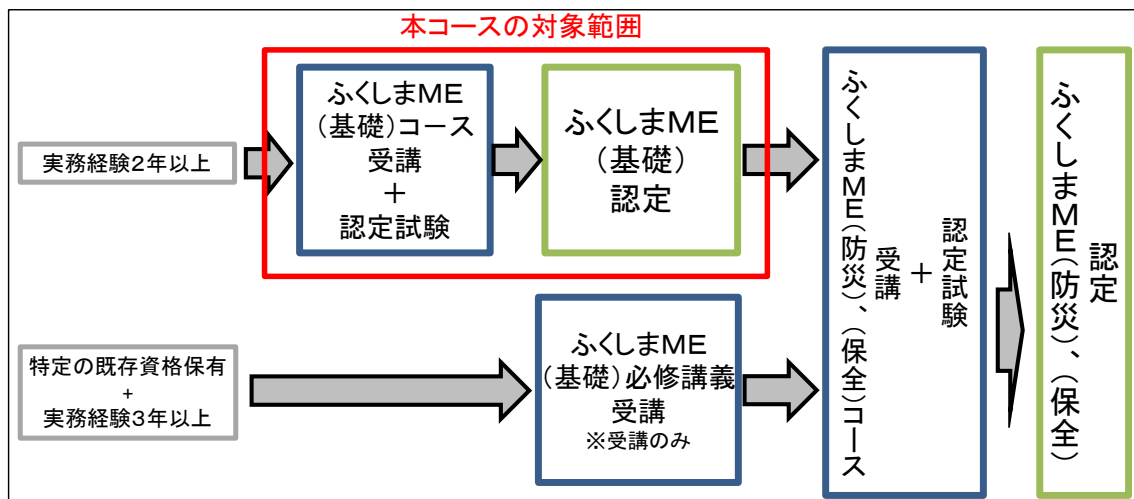 本コースの対象範囲
実務経験2年以上
ふくしまME
(基礎)コース
受講
+
認定試験
ふくしまME
(基礎)
認定
特定の既存資格保有
+
実務経験3年以上
ふくしまME
(基礎)必修講義
受講
※受講のみ
ふくしまME(防災)、(保全)コース
受講
+
認定試験
ふくしまME(防災)、(保全)
認定